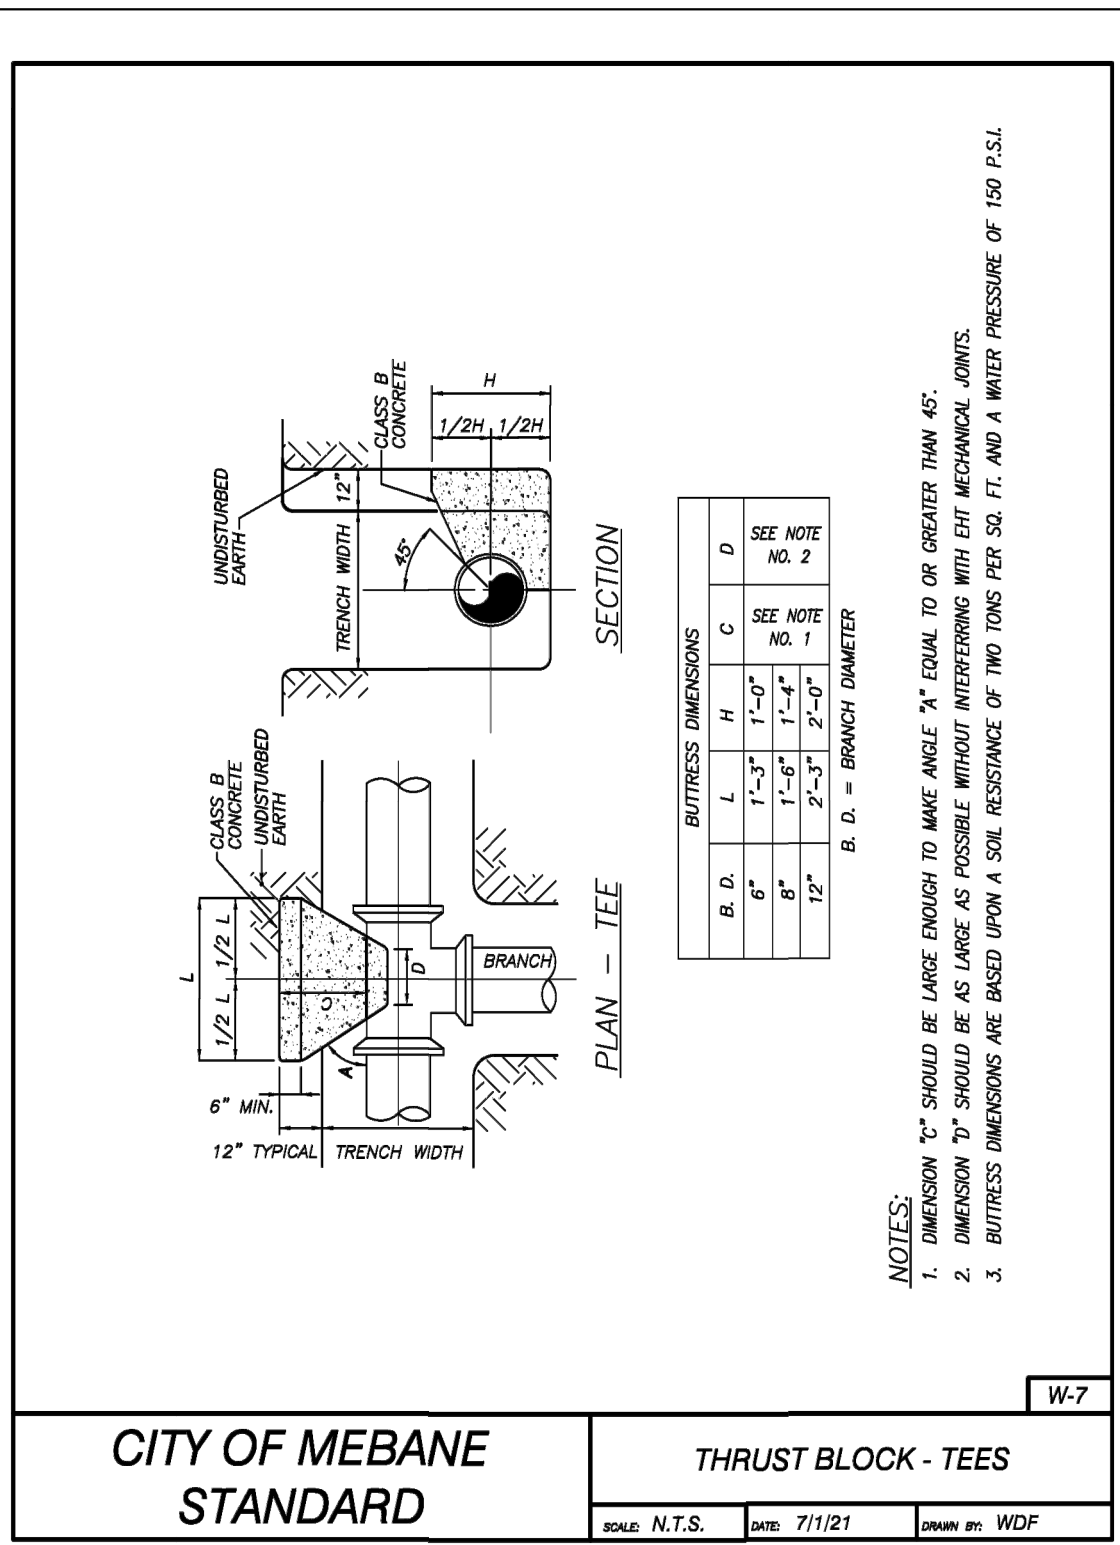 CLASS B
CONCRETE
UNDISTURBED
EARTH
L
1/2 L
1/2 L
C
D
A
BRANCH
6" MIN.
12" TYPICAL
TRENCH WIDTH
PLAN - TEE
UNDISTURBED
EARTH
CLASS B
CONCRETE
TRENCH WIDTH
12"
45°
H
1/2H
1/2H
SECTION
BUTTRESS DIMENSIONS
B. D. L H C D
6" 1'-3" 1'-0" SEE NOTE NO. 1 SEE NOTE NO. 2
8" 1'-6" 1'-4"
12" 2'-3" 2'-0"
B. D. = BRANCH DIAMETER
NOTES:
1. DIMENSION "C" SHOULD BE LARGE ENOUGH TO MAKE ANGLE "A" EQUAL TO OR GREATER THAN 45°.
2. DIMENSION "D" SHOULD BE AS LARGE AS POSSIBLE WITHOUT INTERFERRING WITH EHT MECHANICAL JOINTS.
3. BUTTRESS DIMENSIONS ARE BASED UPON A SOIL RESISTANCE OF TWO TONS PER SQ. FT. AND A WATER PRESSURE OF 150 P.S.I.
W-7
CITY OF MEBANE
STANDARD
THRUST BLOCK - TEES
SCALE: N.T.S. DATE: 7/1/21 DRAWN BY: WDF